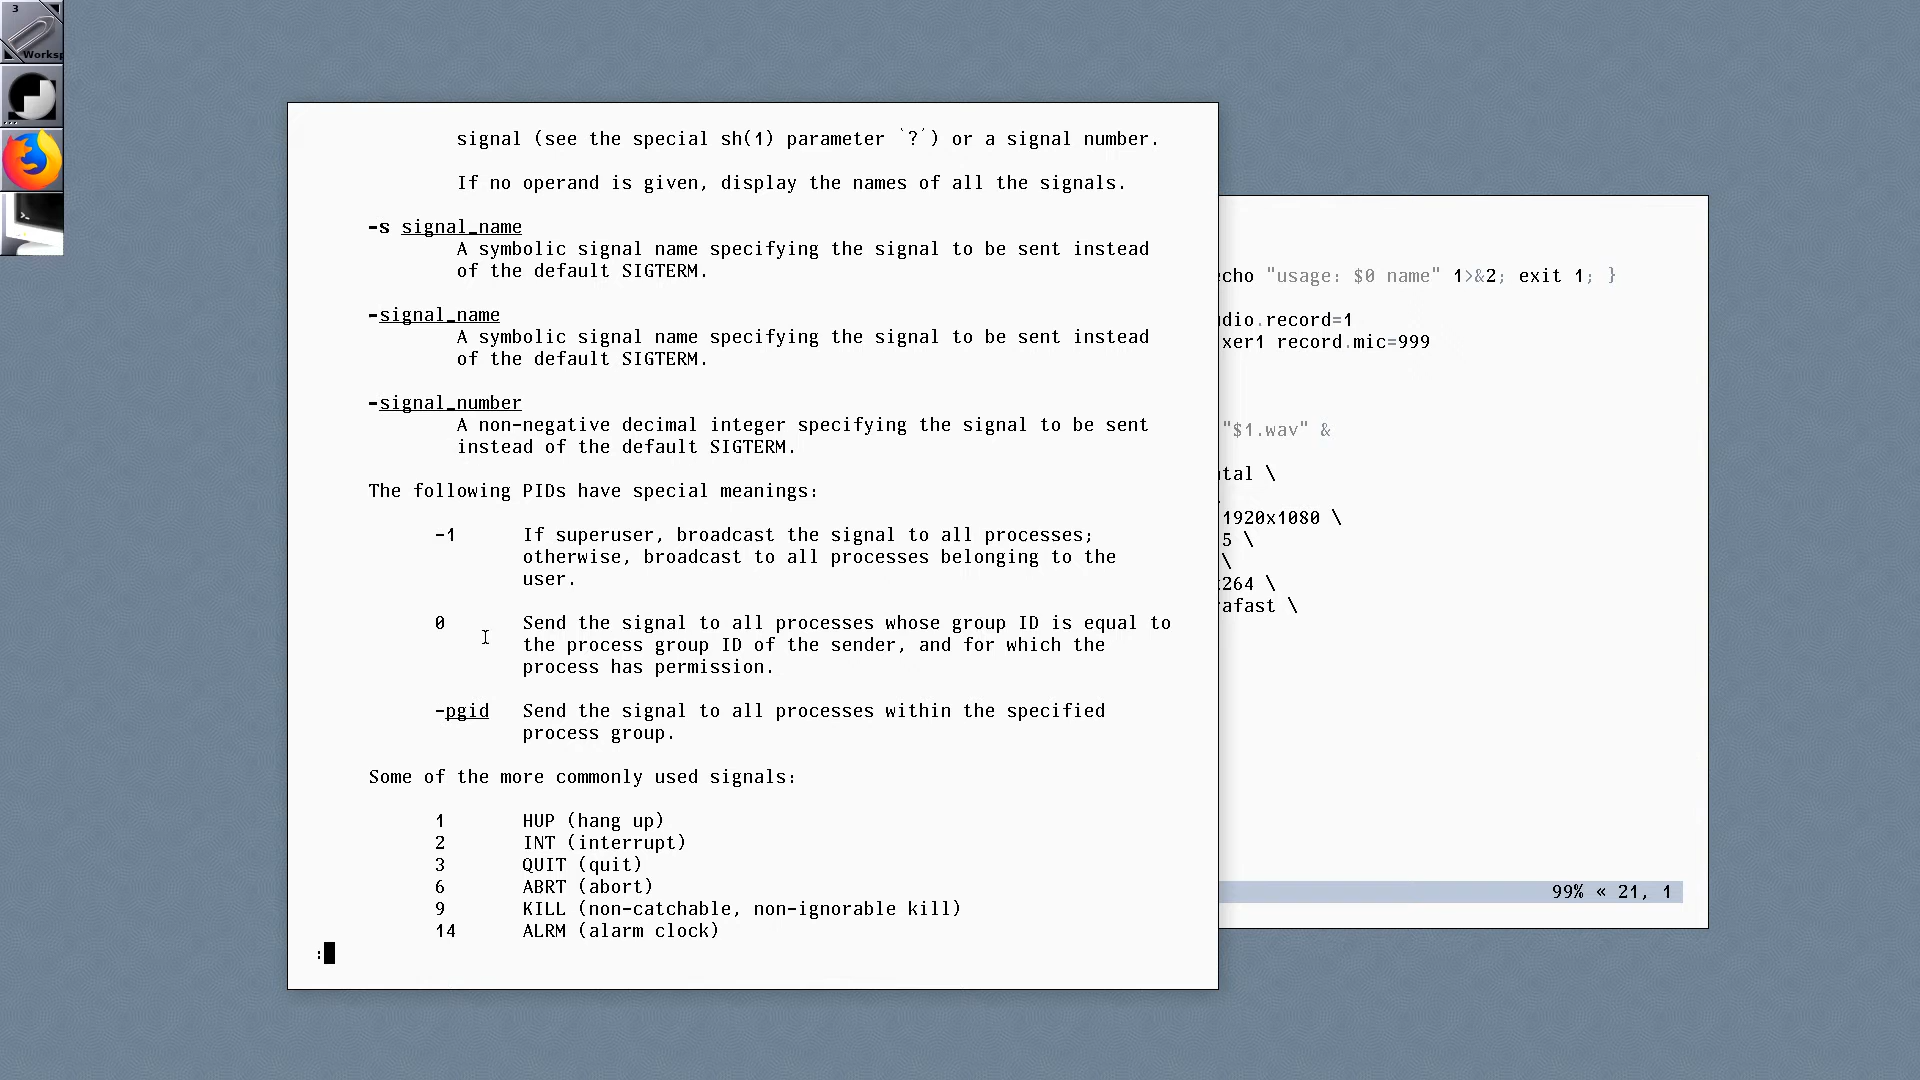 3
Works
signal (see the special sh(1) parameter `?´) or a signal number.
If no operand is given, display the names of all the signals.
-s signal_name
A symbolic signal name specifying the signal to be sent instead
of the default SIGTERM.
-signal_name
A symbolic signal name specifying the signal to be sent instead
of the default SIGTERM.
-signal_number
A non-negative decimal integer specifying the signal to be sent
instead of the default SIGTERM.
The following PIDs have special meanings:
-1 If superuser, broadcast the signal to all processes;
otherwise, broadcast to all processes belonging to the
user.
0 Send the signal to all processes whose group ID is equal to
the process group ID of the sender, and for which the
process has permission.
-pgid Send the signal to all processes within the specified
process group.
Some of the more commonly used signals:
1 HUP (hang up)
2 INT (interrupt)
3 QUIT (quit)
6 ABRT (abort)
9 KILL (non-catchable, non-ignorable kill)
14 ALRM (alarm clock)
:
echo "usage: $0 name" 1>&2; exit 1; }
dio.record=1
xer1 record.mic=999
"$1.wav" &
tal \
1920x1080 \
5 \
\
264 \
afast \
99% « 21, 1